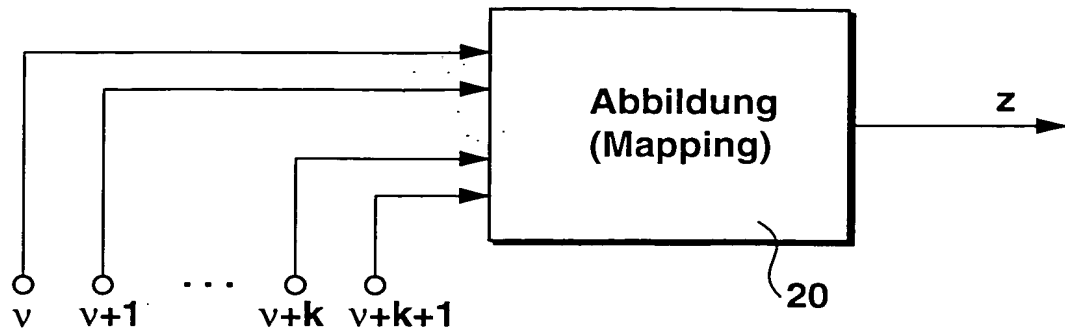 Abbildung
(Mapping)
z
20
ν ν+1 ... ν+k ν+k+1